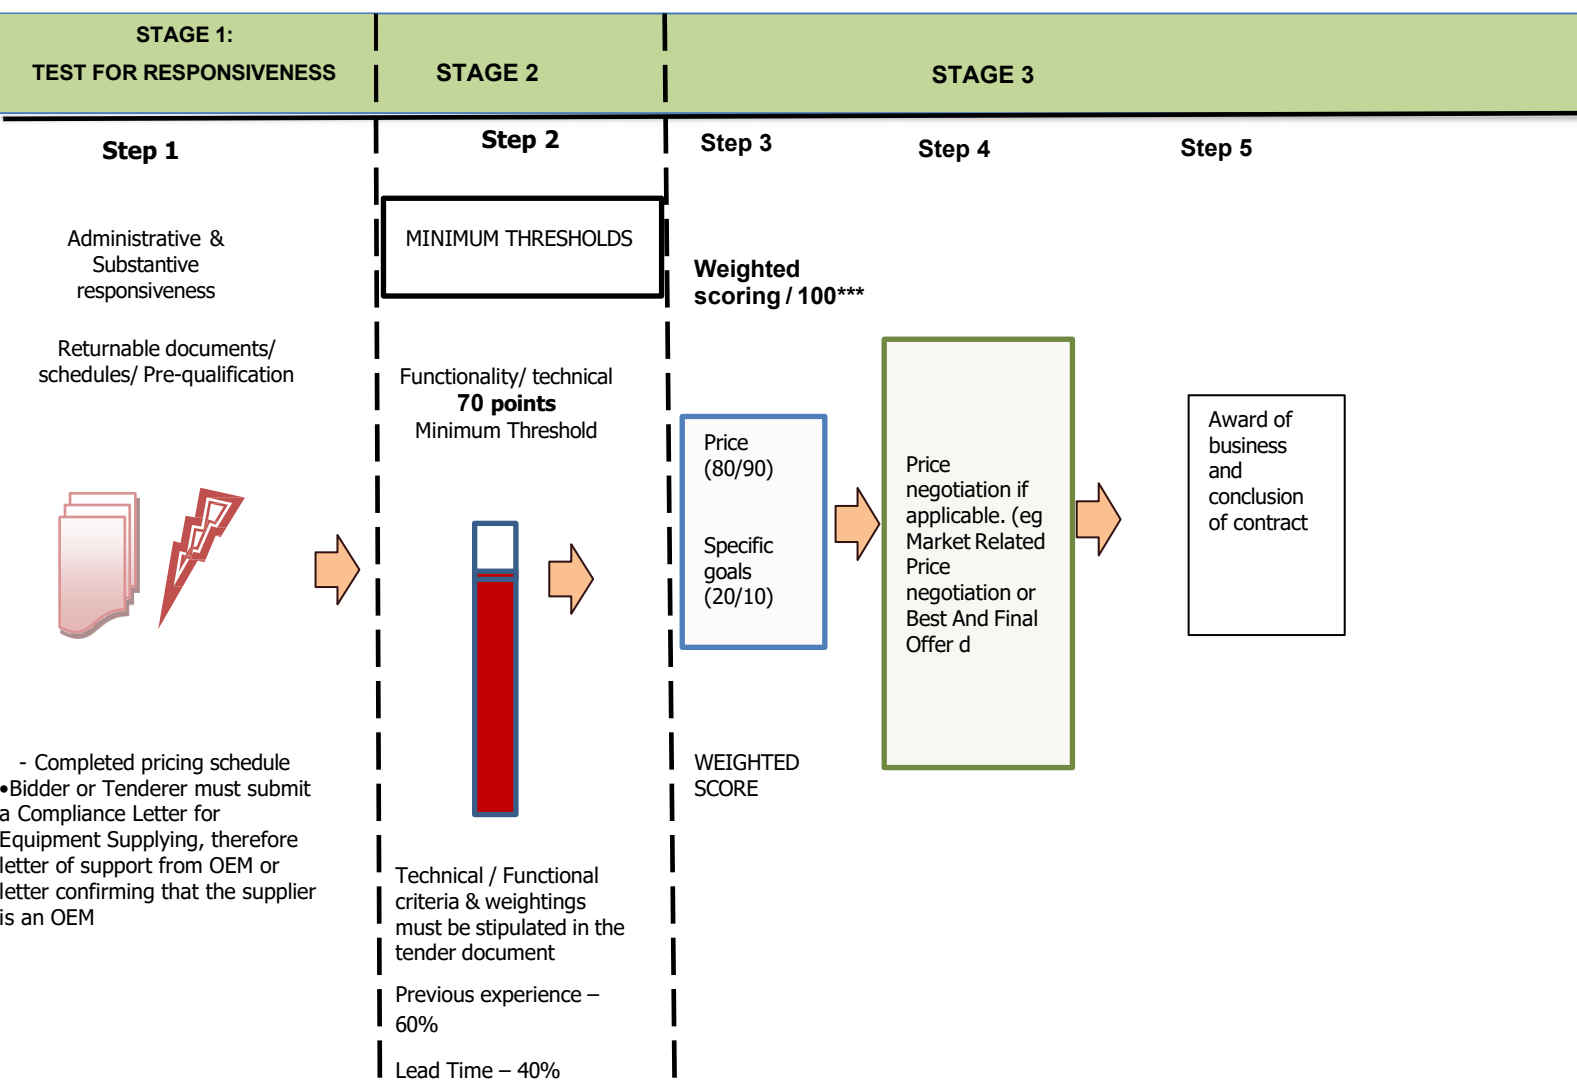 STAGE 1:
TEST FOR RESPONSIVENESS
STAGE 2
STAGE 3
Step 1
Step 2
Step 3
Step 4
Step 5
Administrative &
Substantive
responsiveness
Returnable documents/
schedules/ Pre-qualification
- Completed pricing schedule
•Bidder or Tenderer must submit
a Compliance Letter for
Equipment Supplying, therefore
letter of support from OEM or
letter confirming that the supplier
is an OEM
MINIMUM THRESHOLDS
Functionality/ technical
70 points
Minimum Threshold
Technical / Functional
criteria & weightings
must be stipulated in the
tender document
Previous experience –
60%
Lead Time – 40%
Weighted
scoring / 100***
Price
(80/90)
Specific
goals
(20/10)
WEIGHTED
SCORE
Price
negotiation if
applicable. (eg
Market Related
Price
negotiation or
Best And Final
Offer d
Award of
business
and
conclusion
of contract